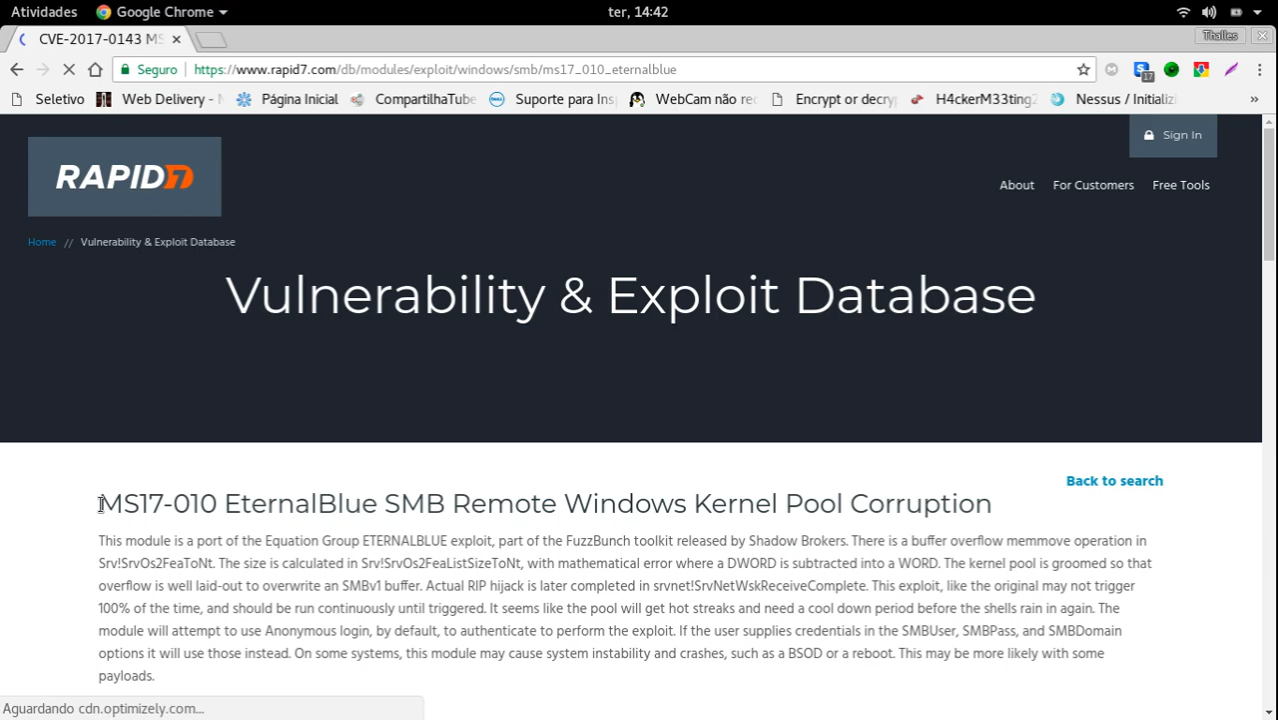 Atividades Google Chrome ter, 14:42
CVE-2017-0143 MS Thalles
Seguro https://www.rapid7.com/db/modules/exploit/windows/smb/ms17_010_eternalblue 17
Seletivo Web Delivery - Página Inicial CompartilhaTube Suporte para Ins WebCam não re Encrypt or decry H4ckerM33ting2 Nessus / Initializi »
Sign In
RAPID7
About For Customers Free Tools
Home // Vulnerability & Exploit Database
Vulnerability & Exploit Database
Back to search
MS17-010 EternalBlue SMB Remote Windows Kernel Pool Corruption
This module is a port of the Equation Group ETERNALBLUE exploit, part of the FuzzBunch toolkit released by Shadow Brokers. There is a buffer overflow memmove operation in
Srv!SrvOs2FeaToNt. The size is calculated in Srv!SrvOs2FeaListSizeToNt, with mathematical error where a DWORD is subtracted into a WORD. The kernel pool is groomed so that
overflow is well laid-out to overwrite an SMBv1 buffer. Actual RIP hijack is later completed in srvnet!SrvNetWskReceiveComplete. This exploit, like the original may not trigger
100% of the time, and should be run continuously until triggered. It seems like the pool will get hot streaks and need a cool down period before the shells rain in again. The
module will attempt to use Anonymous login, by default, to authenticate to perform the exploit. If the user supplies credentials in the SMBUser, SMBPass, and SMBDomain
options it will use those instead. On some systems, this module may cause system instability and crashes, such as a BSOD or a reboot. This may be more likely with some
payloads.
Aguardando cdn.optimizely.com...